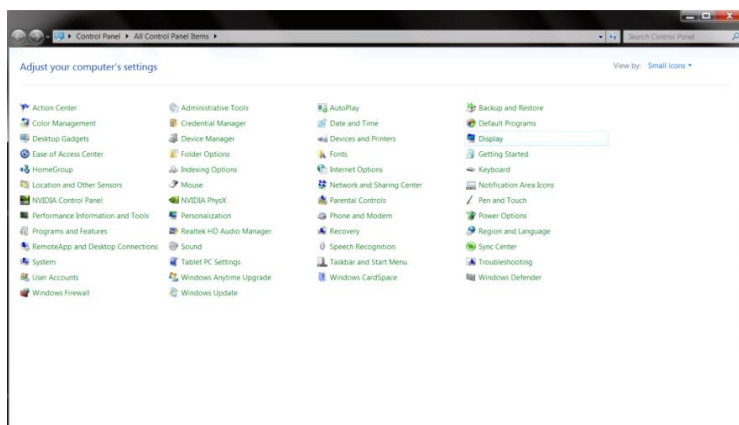 Control Panel ▸ All Control Panel Items ▸ Search Control Panel
Adjust your computer's settings View by: Small icons
Action Center Administrative Tools AutoPlay Backup and Restore
Color Management Credential Manager Date and Time Default Programs
Desktop Gadgets Device Manager Devices and Printers Display
Ease of Access Center Folder Options Fonts Getting Started
HomeGroup Indexing Options Internet Options Keyboard
Location and Other Sensors Mouse Network and Sharing Center Notification Area Icons
NVIDIA Control Panel NVIDIA PhysX Parental Controls Pen and Touch
Performance Information and Tools Personalization Phone and Modem Power Options
Programs and Features Realtek HD Audio Manager Recovery Region and Language
RemoteApp and Desktop Connections Sound Speech Recognition Sync Center
System Tablet PC Settings Taskbar and Start Menu Troubleshooting
User Accounts Windows Anytime Upgrade Windows CardSpace Windows Defender
Windows Firewall Windows Update